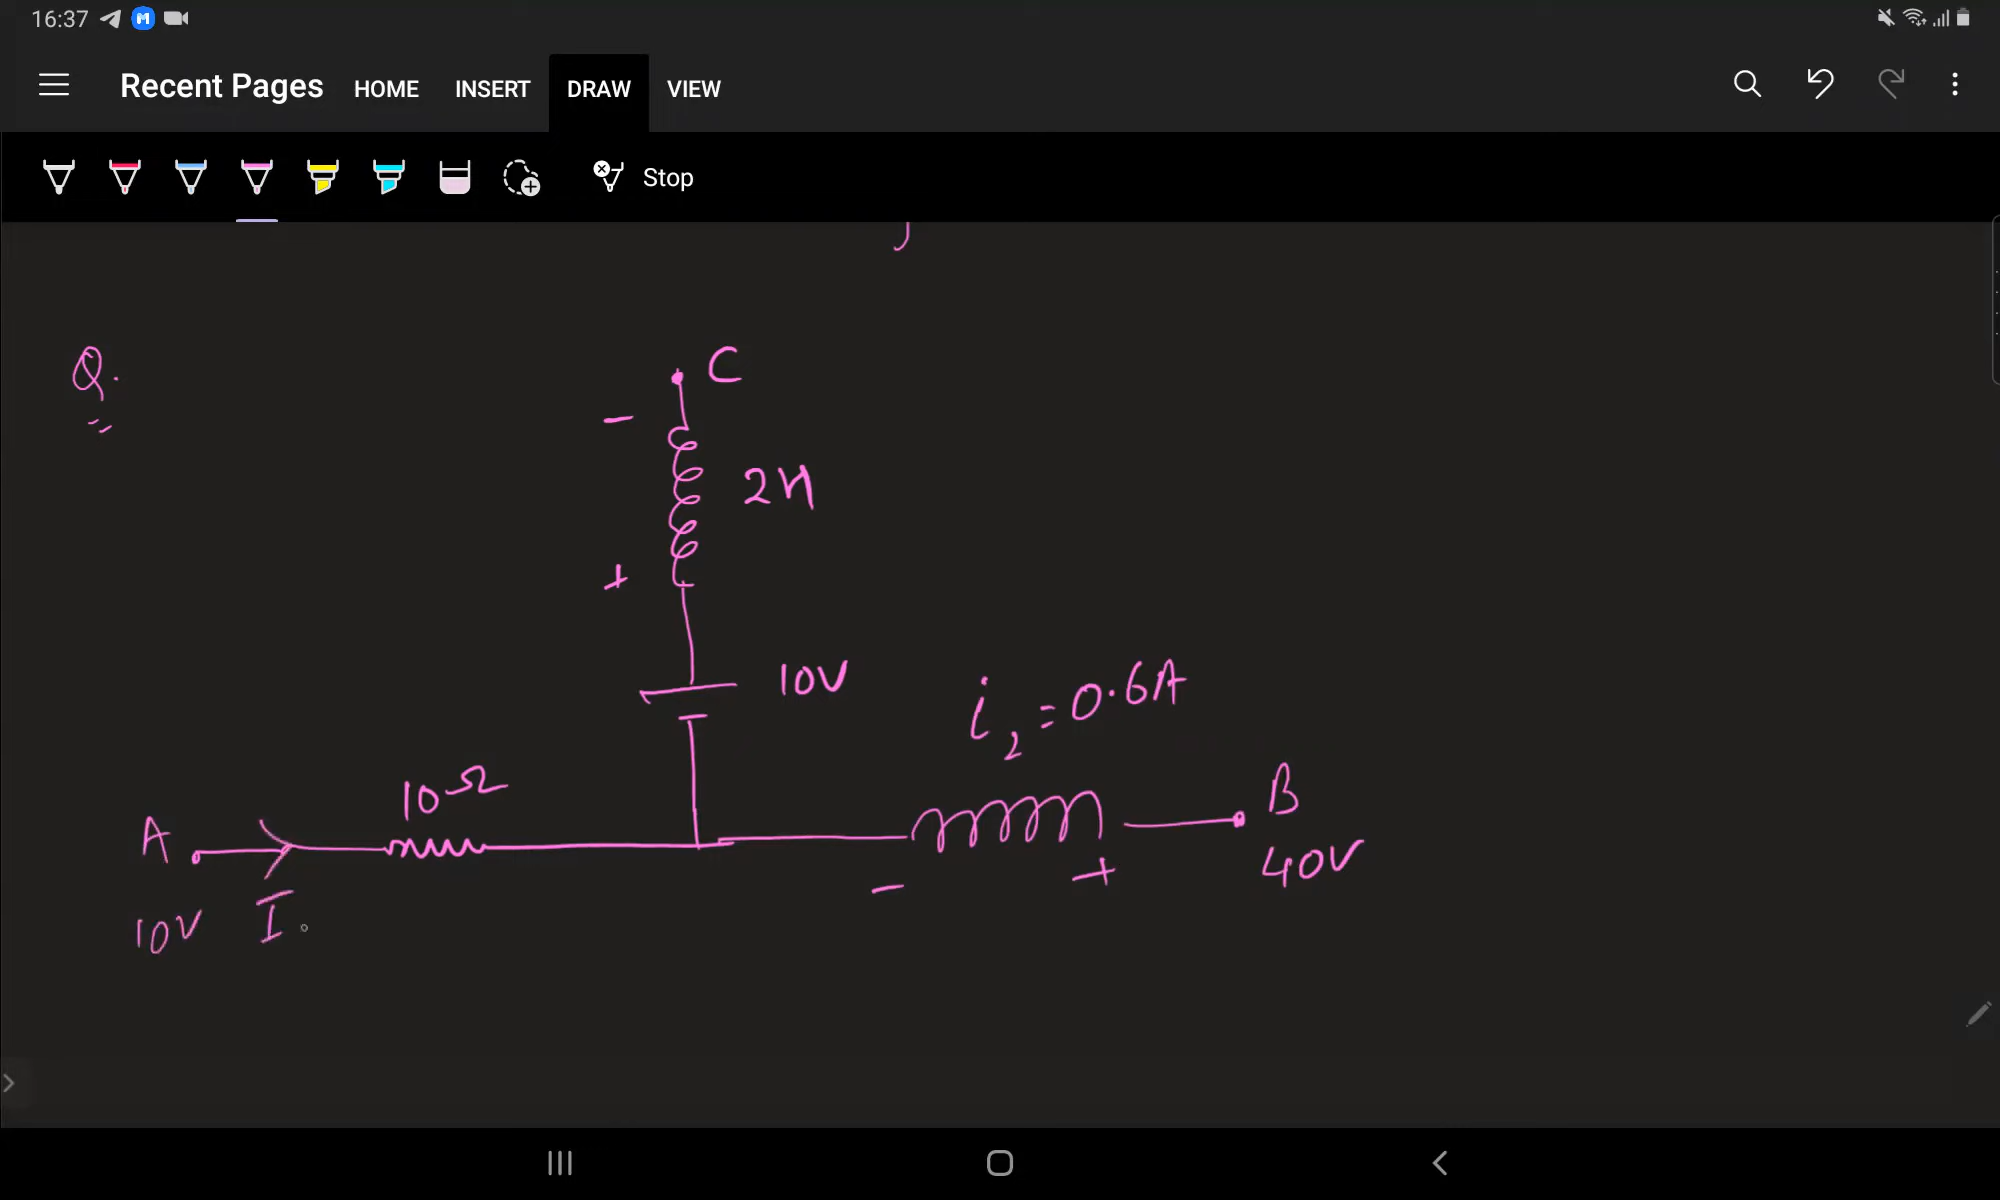 16:37
Recent Pages HOME INSERT DRAW VIEW
Stop
Q.
C
-
2H
+
10V
i₂ = 0.6A
10Ω
A
B
40V
- +
10V I